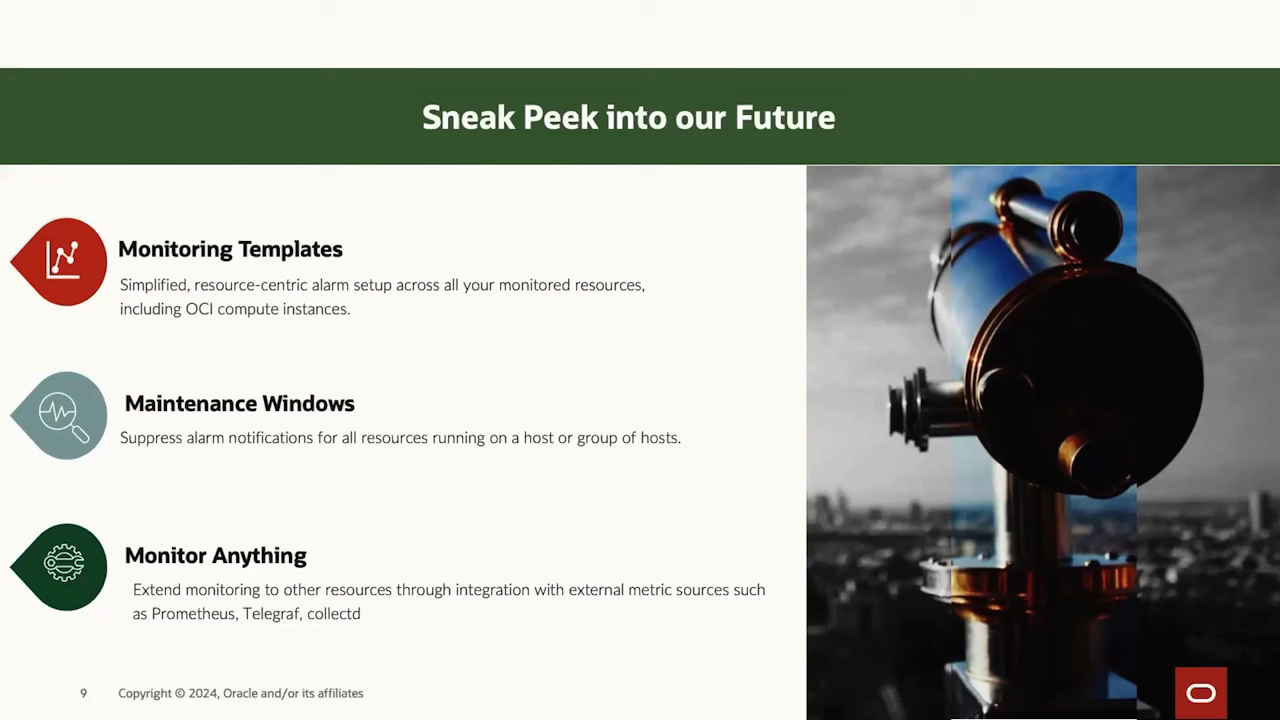 Sneak Peek into our Future
Monitoring Templates
Simplified, resource-centric alarm setup across all your monitored resources,
including OCI compute instances.
Maintenance Windows
Suppress alarm notifications for all resources running on a host or group of hosts.
Monitor Anything
Extend monitoring to other resources through integration with external metric sources such
as Prometheus, Telegraf, collectd
9 Copyright © 2024, Oracle and/or its affiliates